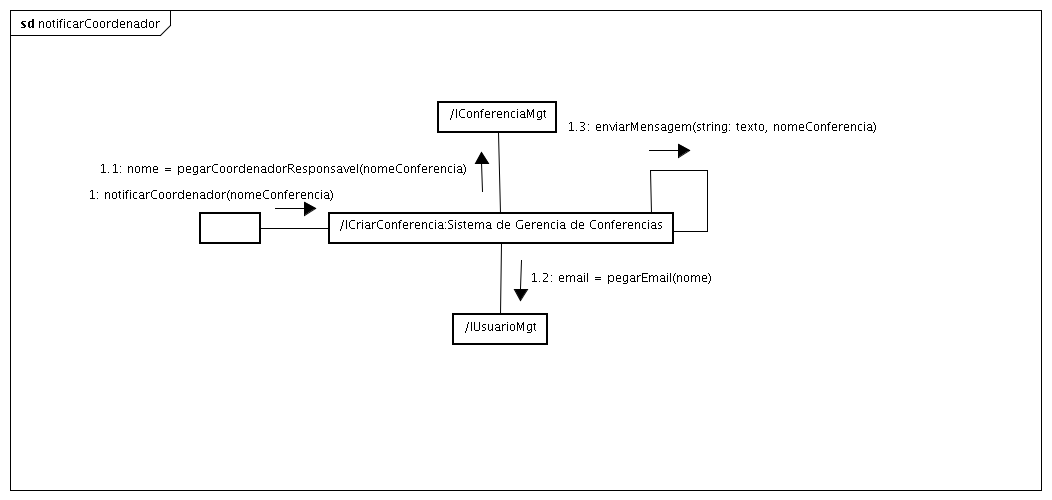 sd notificarCoordenador
/IConferenciaMgt
1.3: enviarMensagem(string: texto, nomeConferencia)
1.1: nome = pegarCoordenadorResponsavel(nomeConferencia)
1: notificarCoordenador(nomeConferencia)
/ICriarConferencia:Sistema de Gerencia de Conferencias
1.2: email = pegarEmail(nome)
/IUsuarioMgt